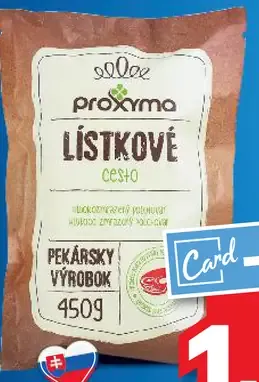 proxyma
LÍSTKOVÉ
cesto
PEKÁRSKY
VÝROBOK
450g
Card
1.